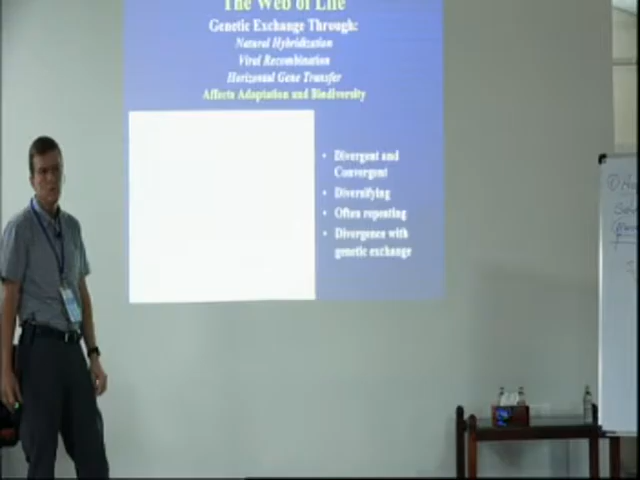 The Web of Life
Genetic Exchange Through:
Natural Hybridization
Viral Recombination
Horizontal Gene Transfer
Affects Adaptation and Biodiversity
• Divergent and
Convergent
• Diversifying
• Often repeating
• Divergence with
genetic exchange